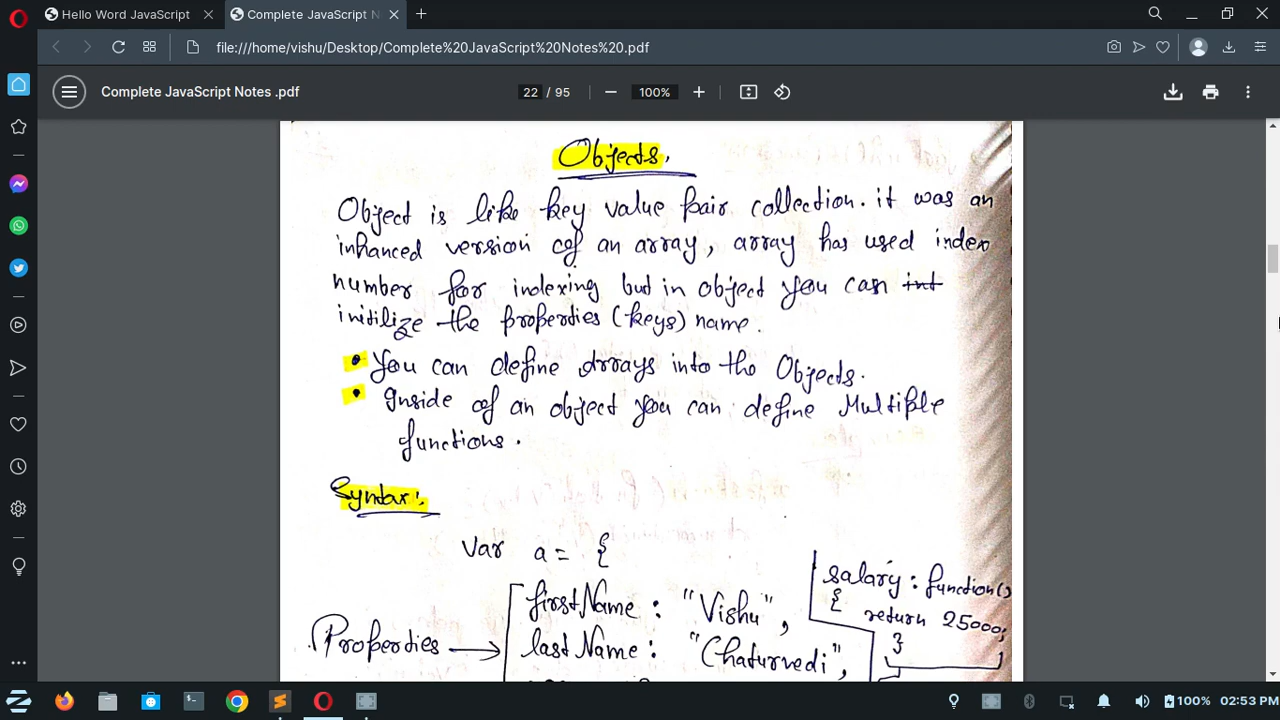 Hello Word JavaScript
Complete JavaScript N
file:///home/vishu/Desktop/Complete%20JavaScript%20Notes%20.pdf
Complete JavaScript Notes .pdf
22 / 95
100%
Objects.
Object is like key value pair collection. it was an
inhanced version of an array, array has used index
number for indexing but in object you can int
initilize the properties (keys) name.
• You can define arrays into the Objects.
• Inside of an object you can define Multiple
functions.
Syntax:
Var a = {
firstName : "Vishu",
Properties → lastName : "Chaturvedi",
salary : function()
{ return 25000;
}
100%
02:53 PM